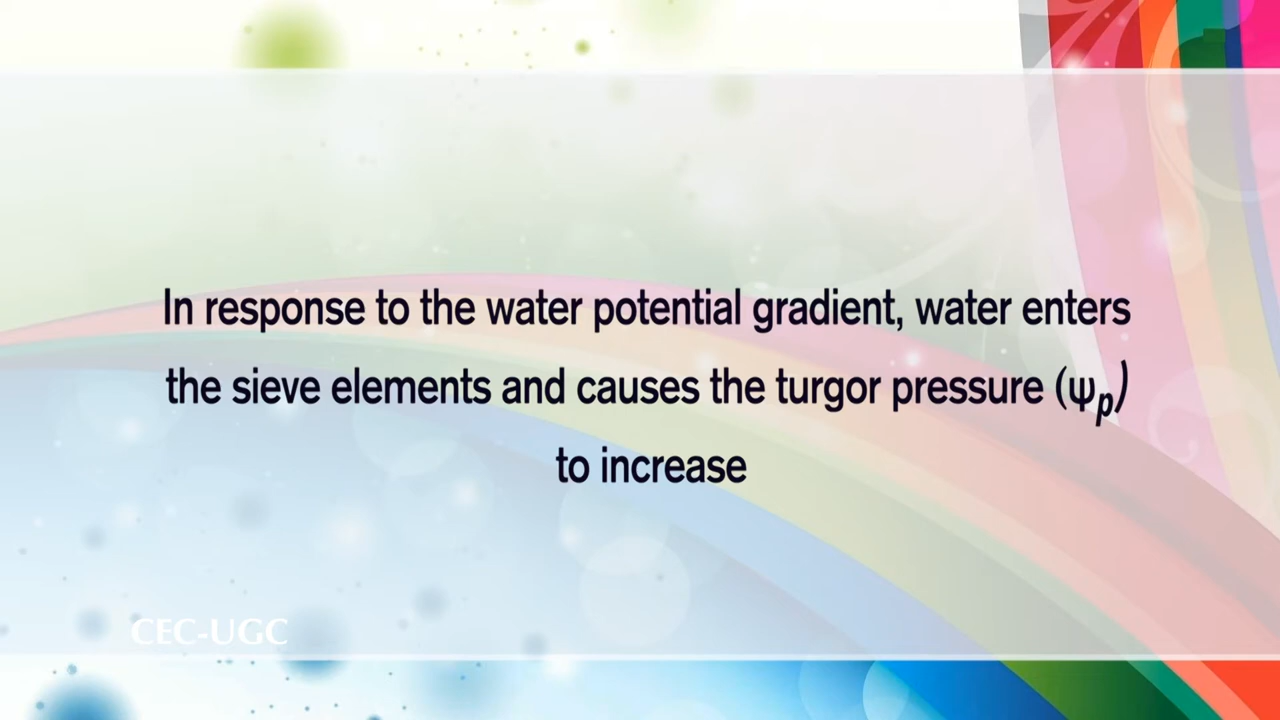 In response to the water potential gradient, water enters
the sieve elements and causes the turgor pressure (ψp)
to increase
CEC-UGC